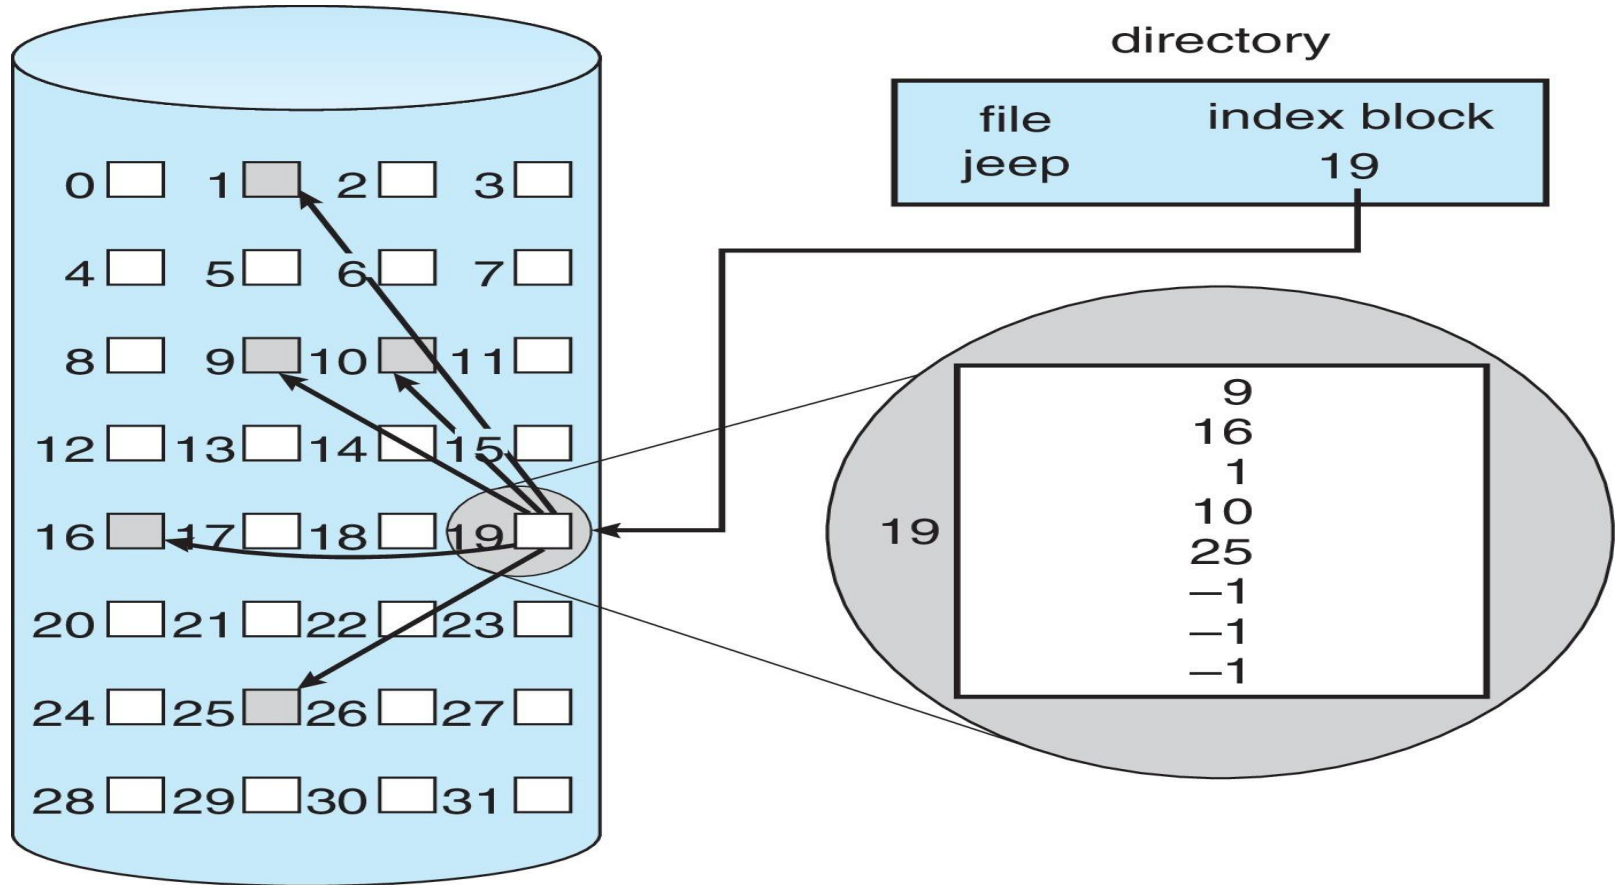 directory
file index block
jeep 19
0 1 2 3
4 5 6 7
8 9 10 11
12 13 14 15
16 17 18 19
20 21 22 23
24 25 26 27
28 29 30 31
19
9
16
1
10
25
–1
–1
–1